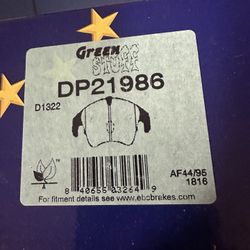 Green
STUFF
DP21986
D1322
AF44/95
1816
8 40655 03264 9
For fitment details see www.ebcbrakes.com